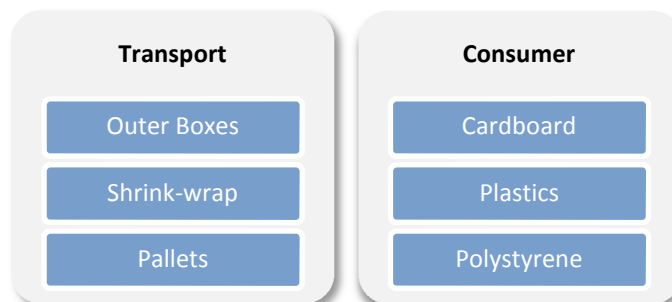 Transport
Outer Boxes
Shrink-wrap
Pallets
Consumer
Cardboard
Plastics
Polystyrene